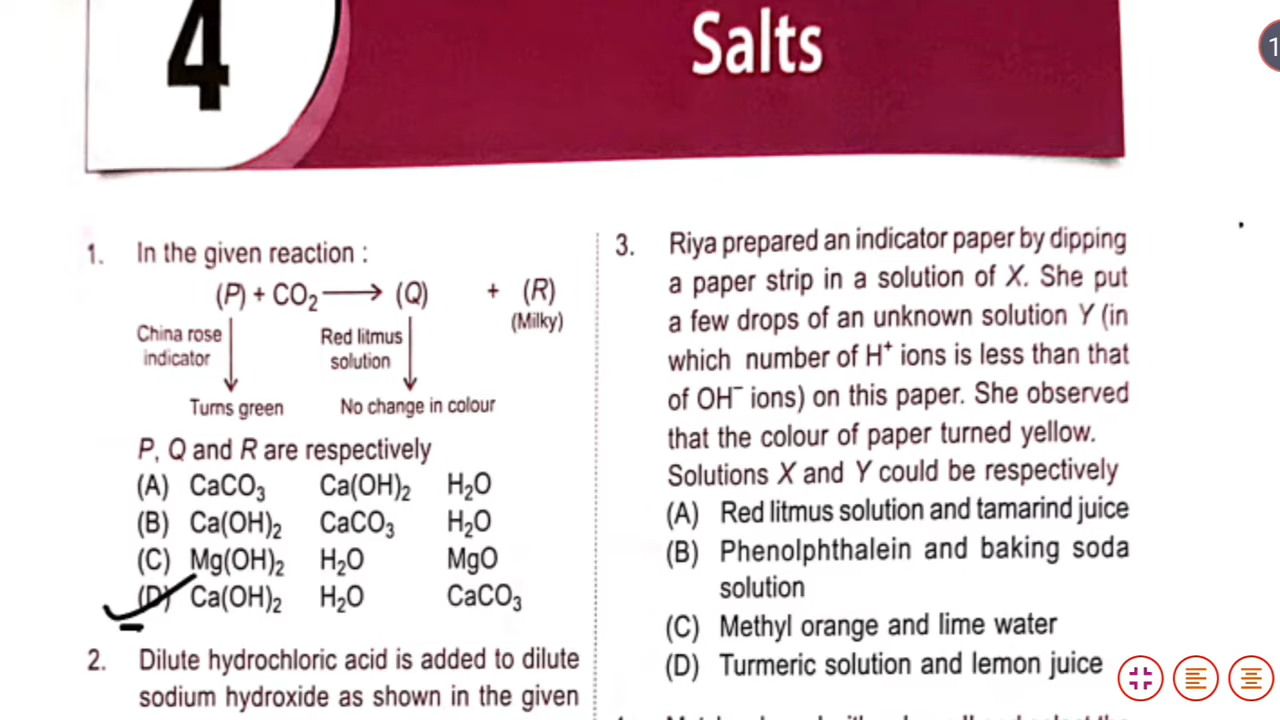 4
Salts
1
1. In the given reaction :
(P) + CO₂ ⟶ (Q) + (R)
(Milky)
China rose
indicator
Red litmus
solution
Turns green
No change in colour
P, Q and R are respectively
(A) CaCO₃ Ca(OH)₂ H₂O
(B) Ca(OH)₂ CaCO₃ H₂O
(C) Mg(OH)₂ H₂O MgO
(D) Ca(OH)₂ H₂O CaCO₃
2. Dilute hydrochloric acid is added to dilute
sodium hydroxide as shown in the given
3. Riya prepared an indicator paper by dipping
a paper strip in a solution of X. She put
a few drops of an unknown solution Y (in
which number of H⁺ ions is less than that
of OH⁻ ions) on this paper. She observed
that the colour of paper turned yellow.
Solutions X and Y could be respectively
(A) Red litmus solution and tamarind juice
(B) Phenolphthalein and baking soda
solution
(C) Methyl orange and lime water
(D) Turmeric solution and lemon juice